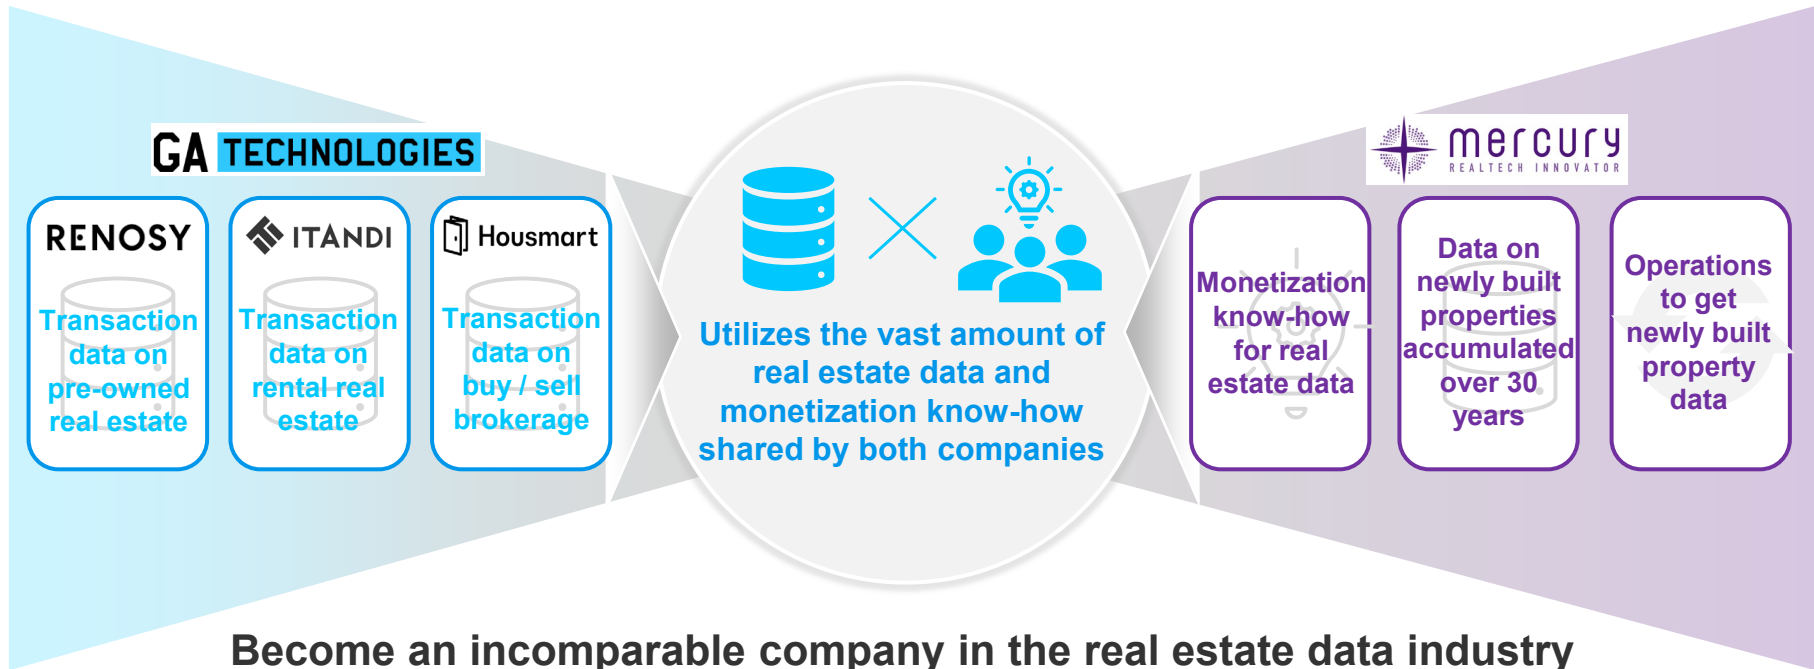 GA TECHNOLOGIES
RENOSY
Transaction
data on
pre-owned
real estate
ITANDI
Transaction
data on
rental real
estate
Housmart
Transaction
data on
buy / sell
brokerage
Utilizes the vast amount of
real estate data and
monetization know-how
shared by both companies
mercury
REALTECH INNOVATOR
Monetization
know-how
for real
estate data
Data on
newly built
properties
accumulated
over 30
years
Operations
to get
newly built
property
data
Become an incomparable company in the real estate data industry